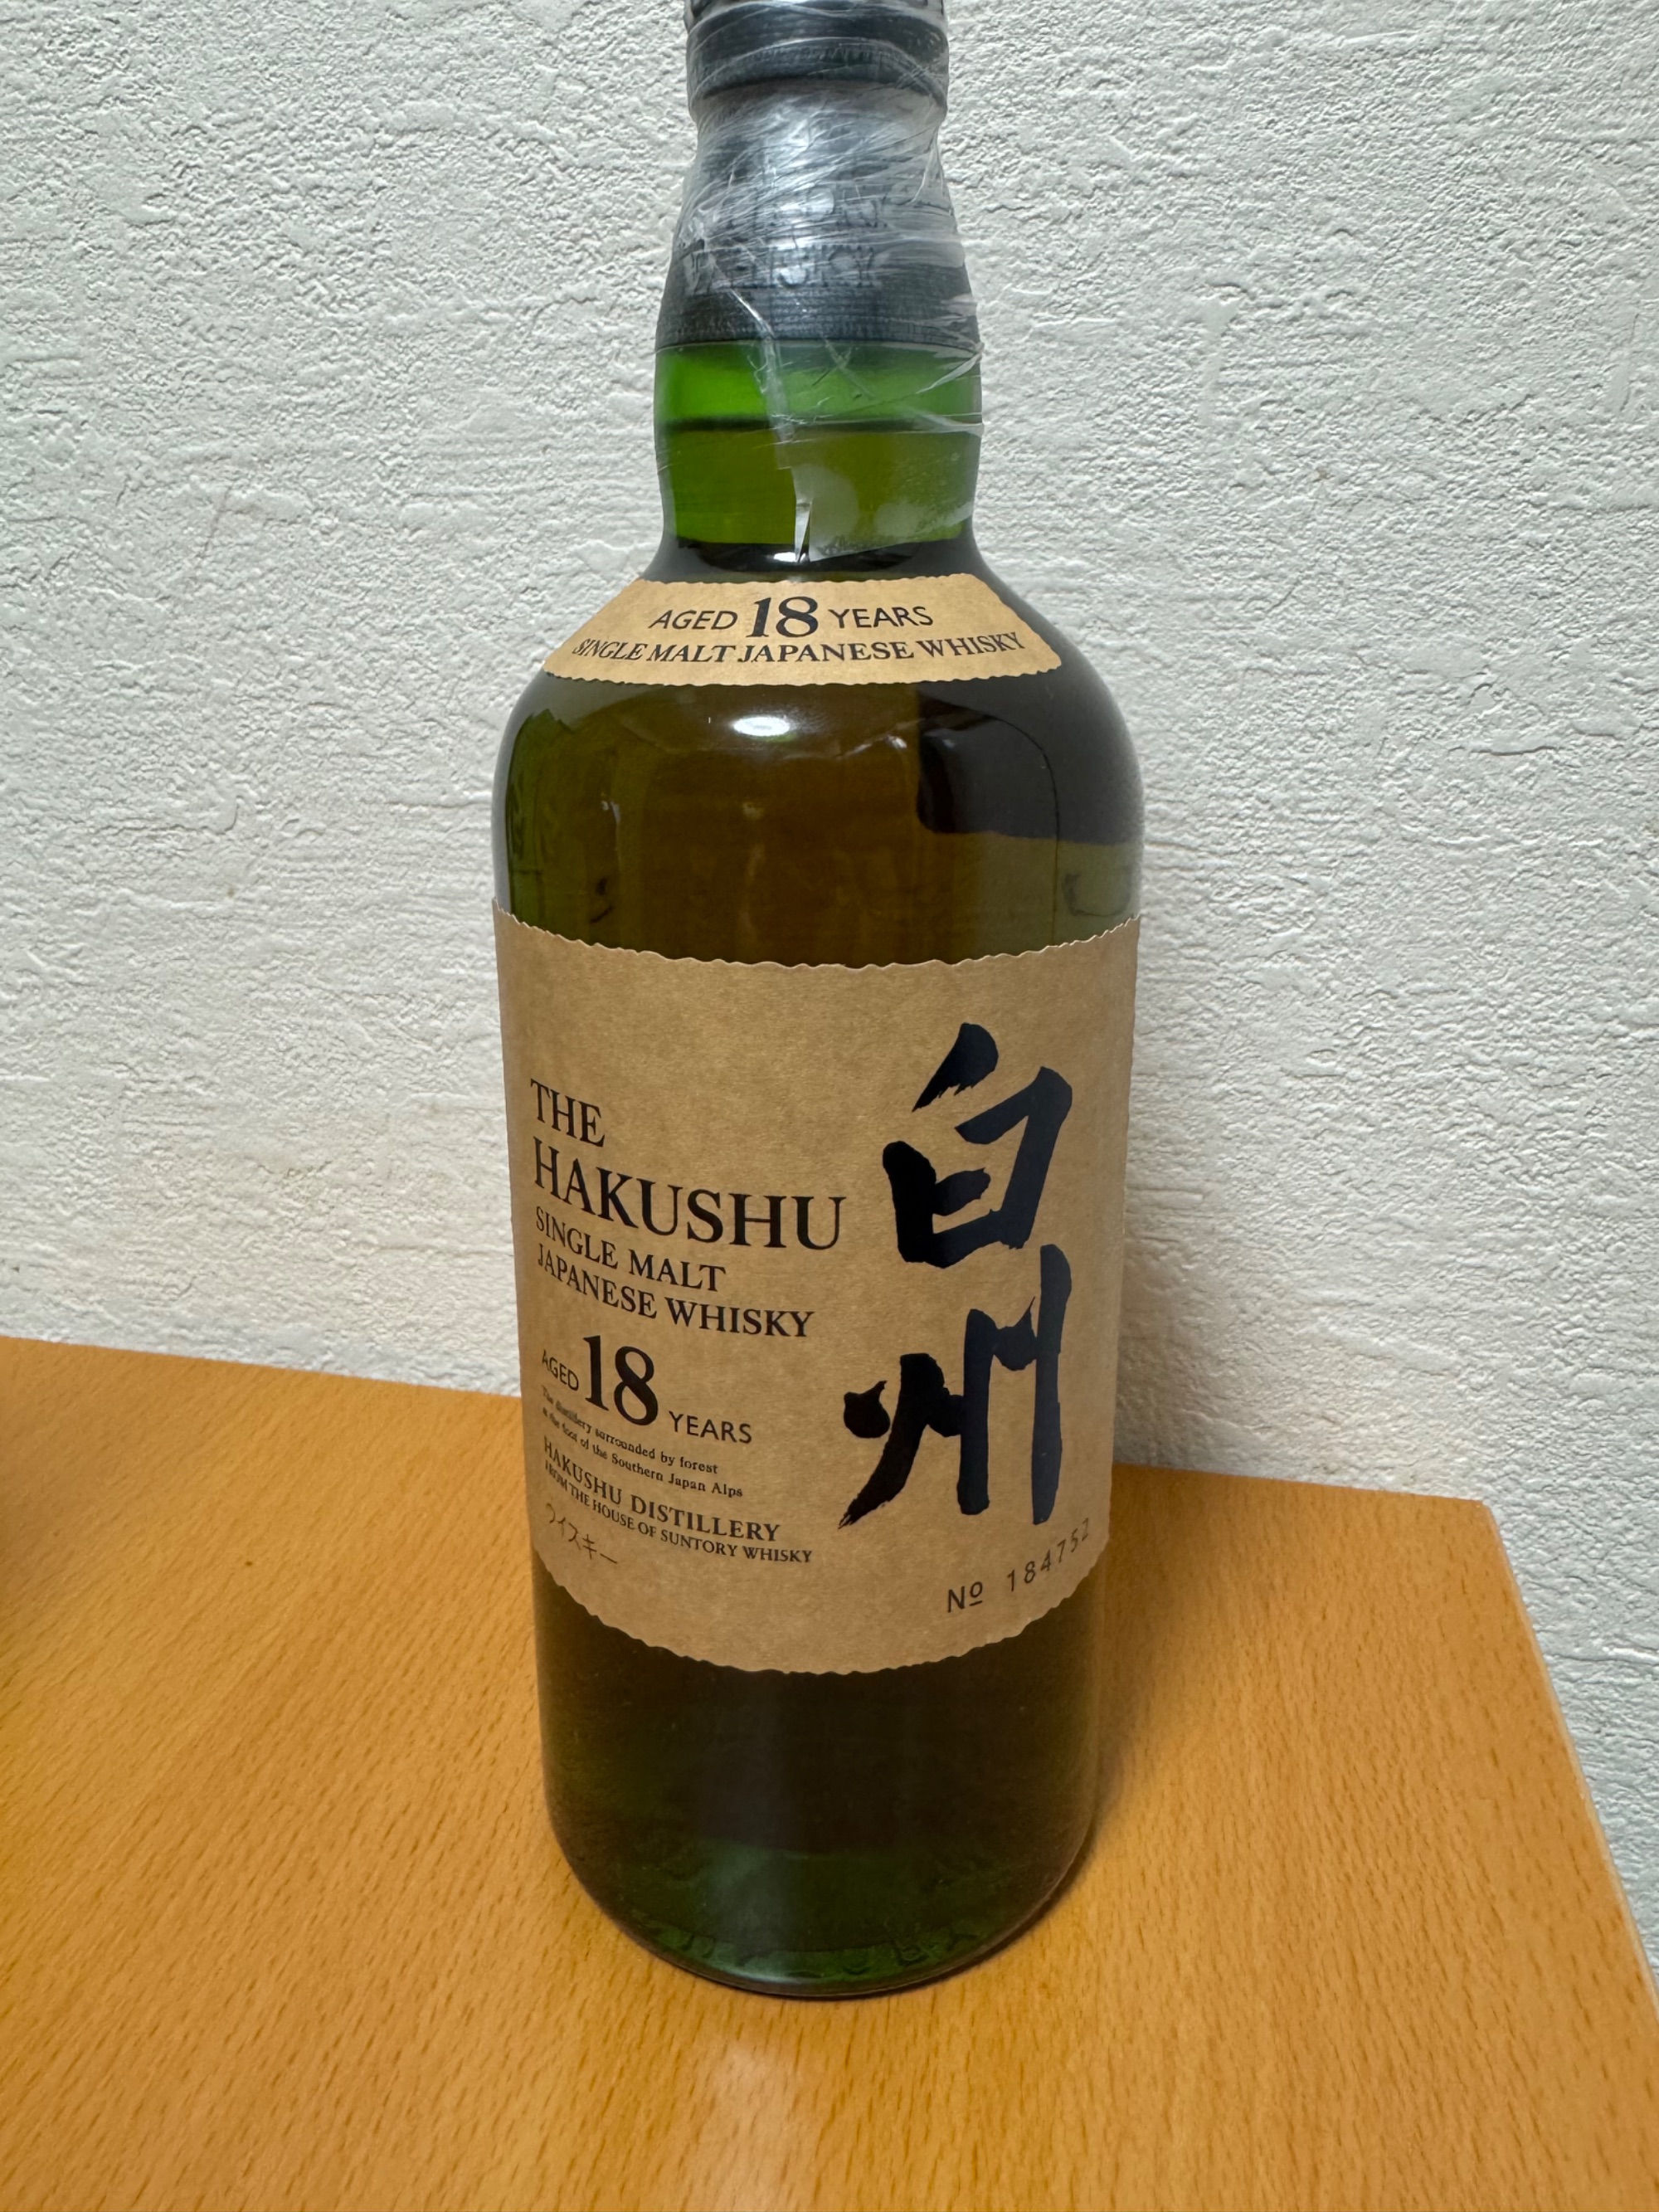 WHISKY
AGED 18 YEARS
SINGLE MALT JAPANESE WHISKY
THE
HAKUSHU
SINGLE MALT
JAPANESE WHISKY
AGED 18 YEARS
The distillery surrounded by forest
at the foot of the Southern Japan Alps
HAKUSHU DISTILLERY
FROM THE HOUSE OF SUNTORY WHISKY
ウイスキー
白州
№ 184752